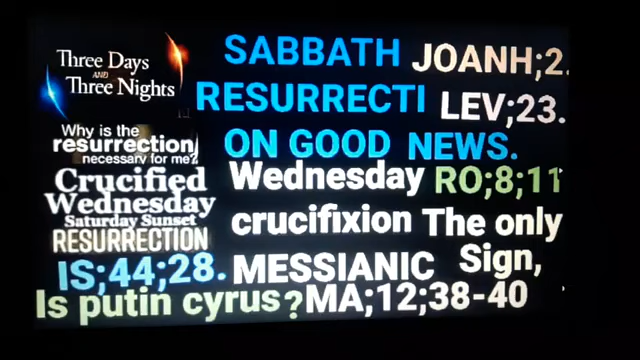 Three Days
AND
Three Nights
SABBATH JOANH;2.
RESURRECTI LEV;23.
ON GOOD NEWS.
Why is the
resurrection
necessary for me?
Crucified
Wednesday
Saturday Sunset
RESURRECTION
Wednesday RO;8;11
crucifixion The only
MESSIANIC Sign,
IS;44;28.
Is putin cyrus? MA;12;38-40